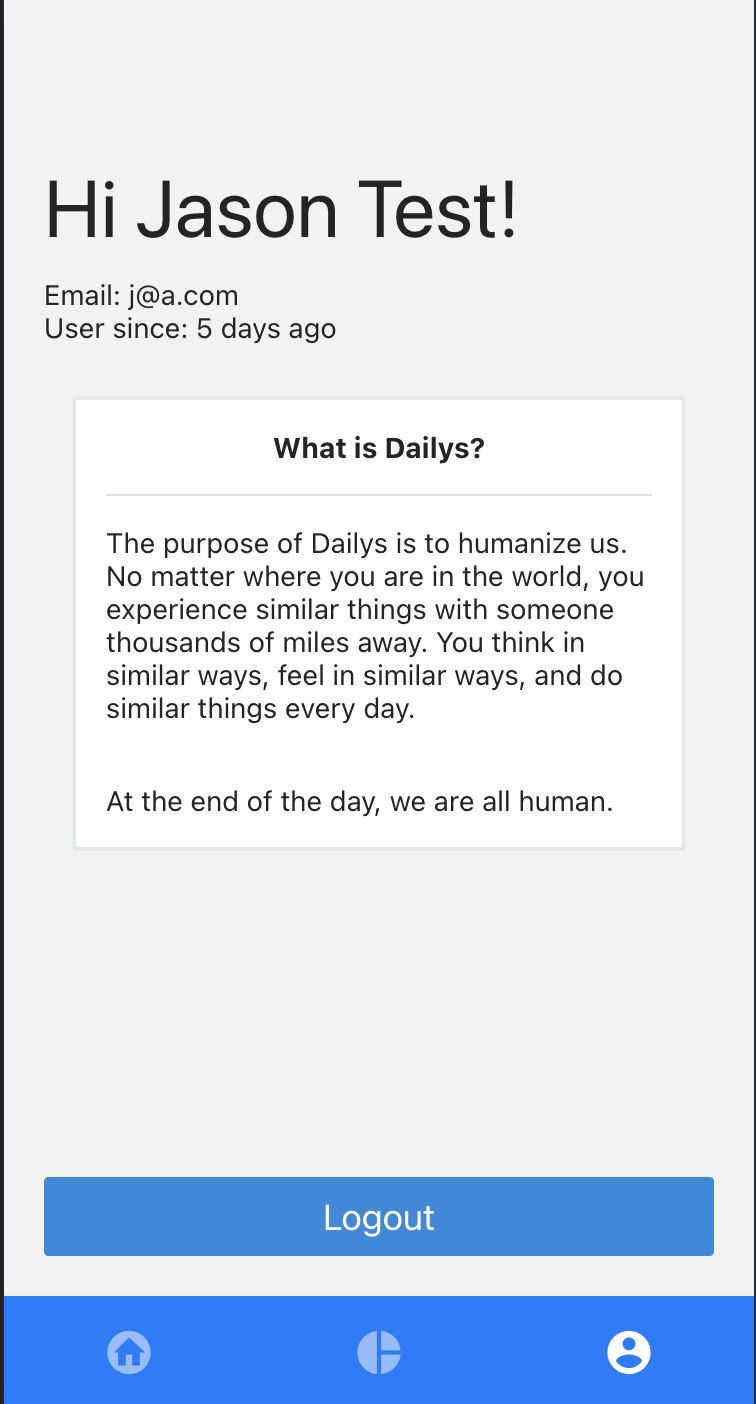 Hi Jason Test!
Email: j@a.com
User since: 5 days ago
What is Dailys?
The purpose of Dailys is to humanize us.
No matter where you are in the world, you
experience similar things with someone
thousands of miles away. You think in
similar ways, feel in similar ways, and do
similar things every day.
At the end of the day, we are all human.
Logout